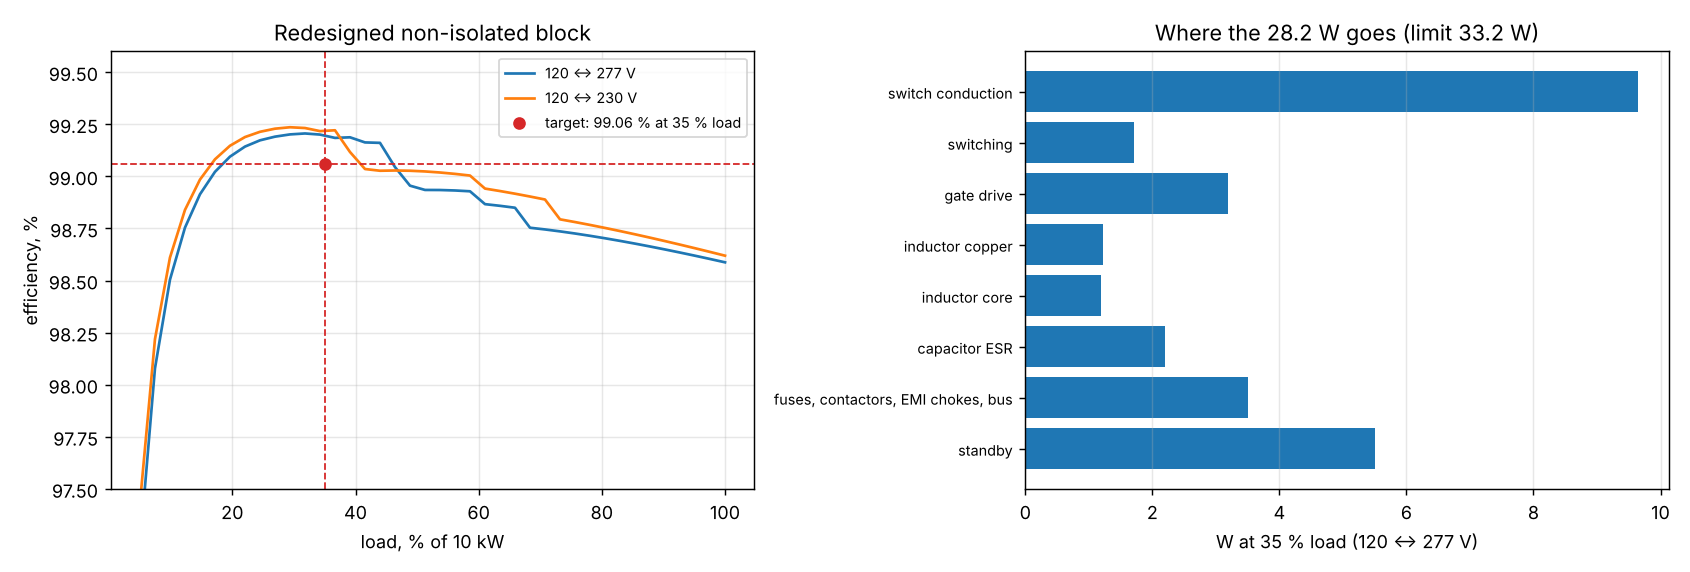 Redesigned non-isolated block
99.50
99.25
99.00
98.75
98.50
98.25
98.00
97.75
97.50
efficiency, %
120 ↔ 277 V
120 ↔ 230 V
target: 99.06 % at 35 % load
20
40
60
80
100
load, % of 10 kW
Where the 28.2 W goes (limit 33.2 W)
switch conduction
switching
gate drive
inductor copper
inductor core
capacitor ESR
fuses, contactors, EMI chokes, bus
standby
0
2
4
6
8
10
W at 35 % load (120 ↔ 277 V)